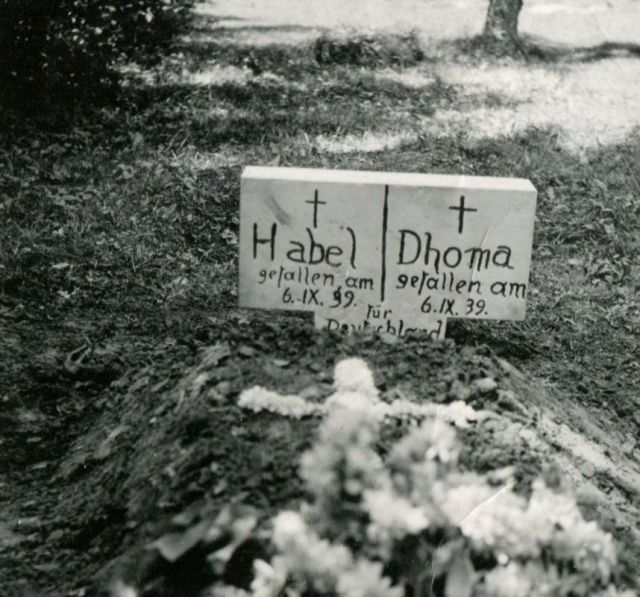 Habel
gefallen am
6. IX. 39.
Dhoma
gefallen am
6. IX. 39.
für
Deutschland